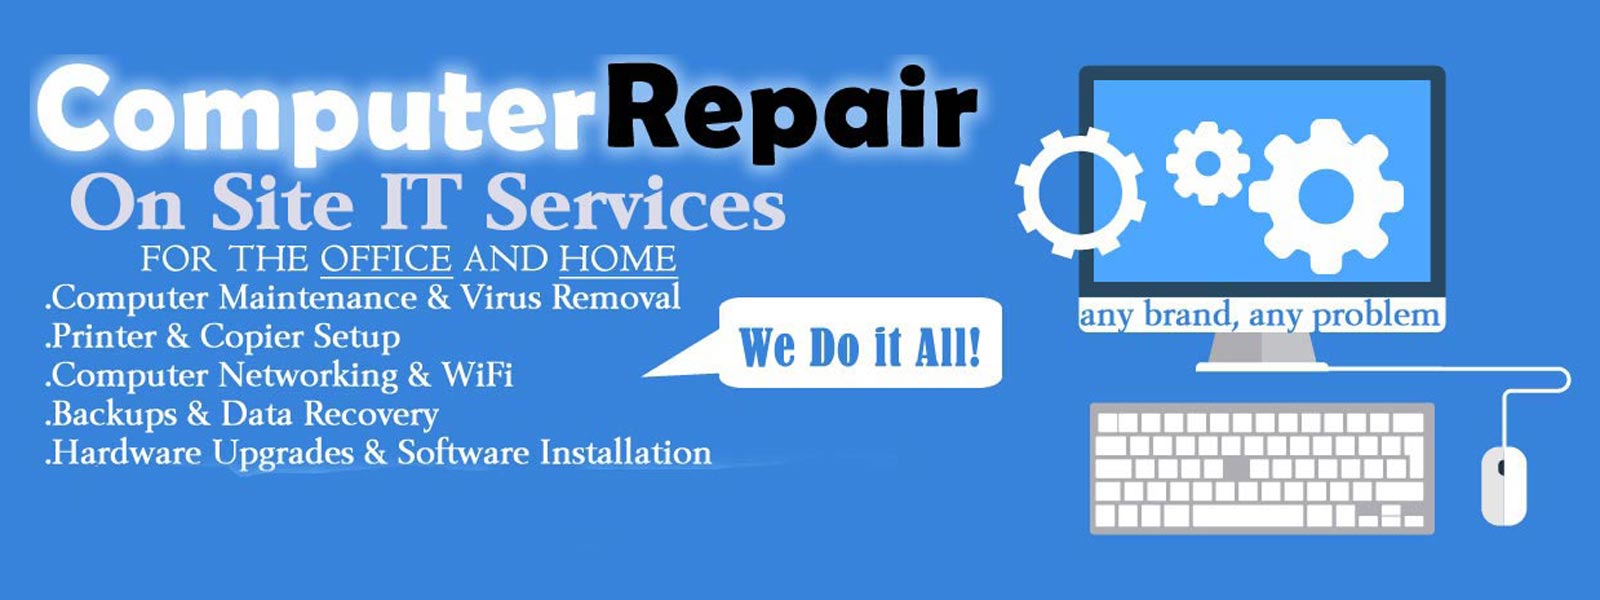 ComputerRepair
On Site IT Services
FOR THE OFFICE AND HOME
.Computer Maintenance & Virus Removal
.Printer & Copier Setup
.Computer Networking & WiFi
.Backups & Data Recovery
.Hardware Upgrades & Software Installation
We Do it All!
any brand, any problem